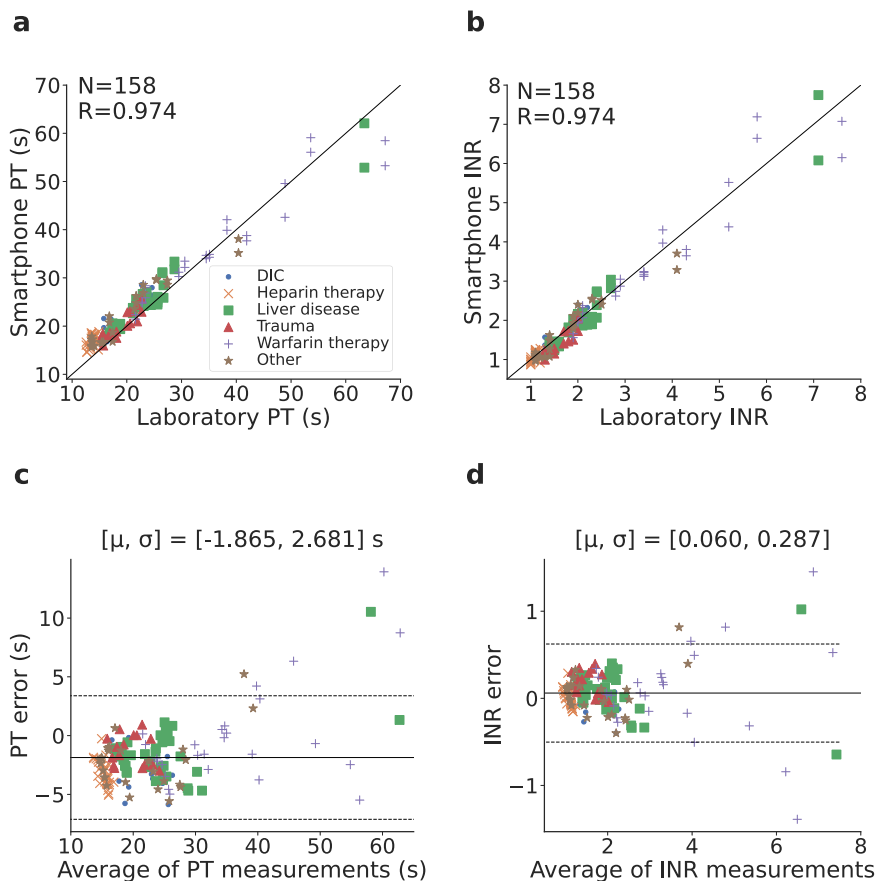 a
N=158
R=0.974
70
60
50
40
30
20
10
Smartphone PT (s)
DIC
Heparin therapy
Liver disease
Trauma
Warfarin therapy
Other
10 20 30 40 50 60 70
Laboratory PT (s)
b
N=158
R=0.974
8
7
6
5
4
3
2
1
Smartphone INR
1 2 3 4 5 6 7 8
Laboratory INR
c
[μ, σ] = [-1.865, 2.681] s
10
5
0
−5
PT error (s)
10 20 30 40 50 60
Average of PT measurements (s)
d
[μ, σ] = [0.060, 0.287]
1
0
−1
INR error
2 4 6 8
Average of INR measurements